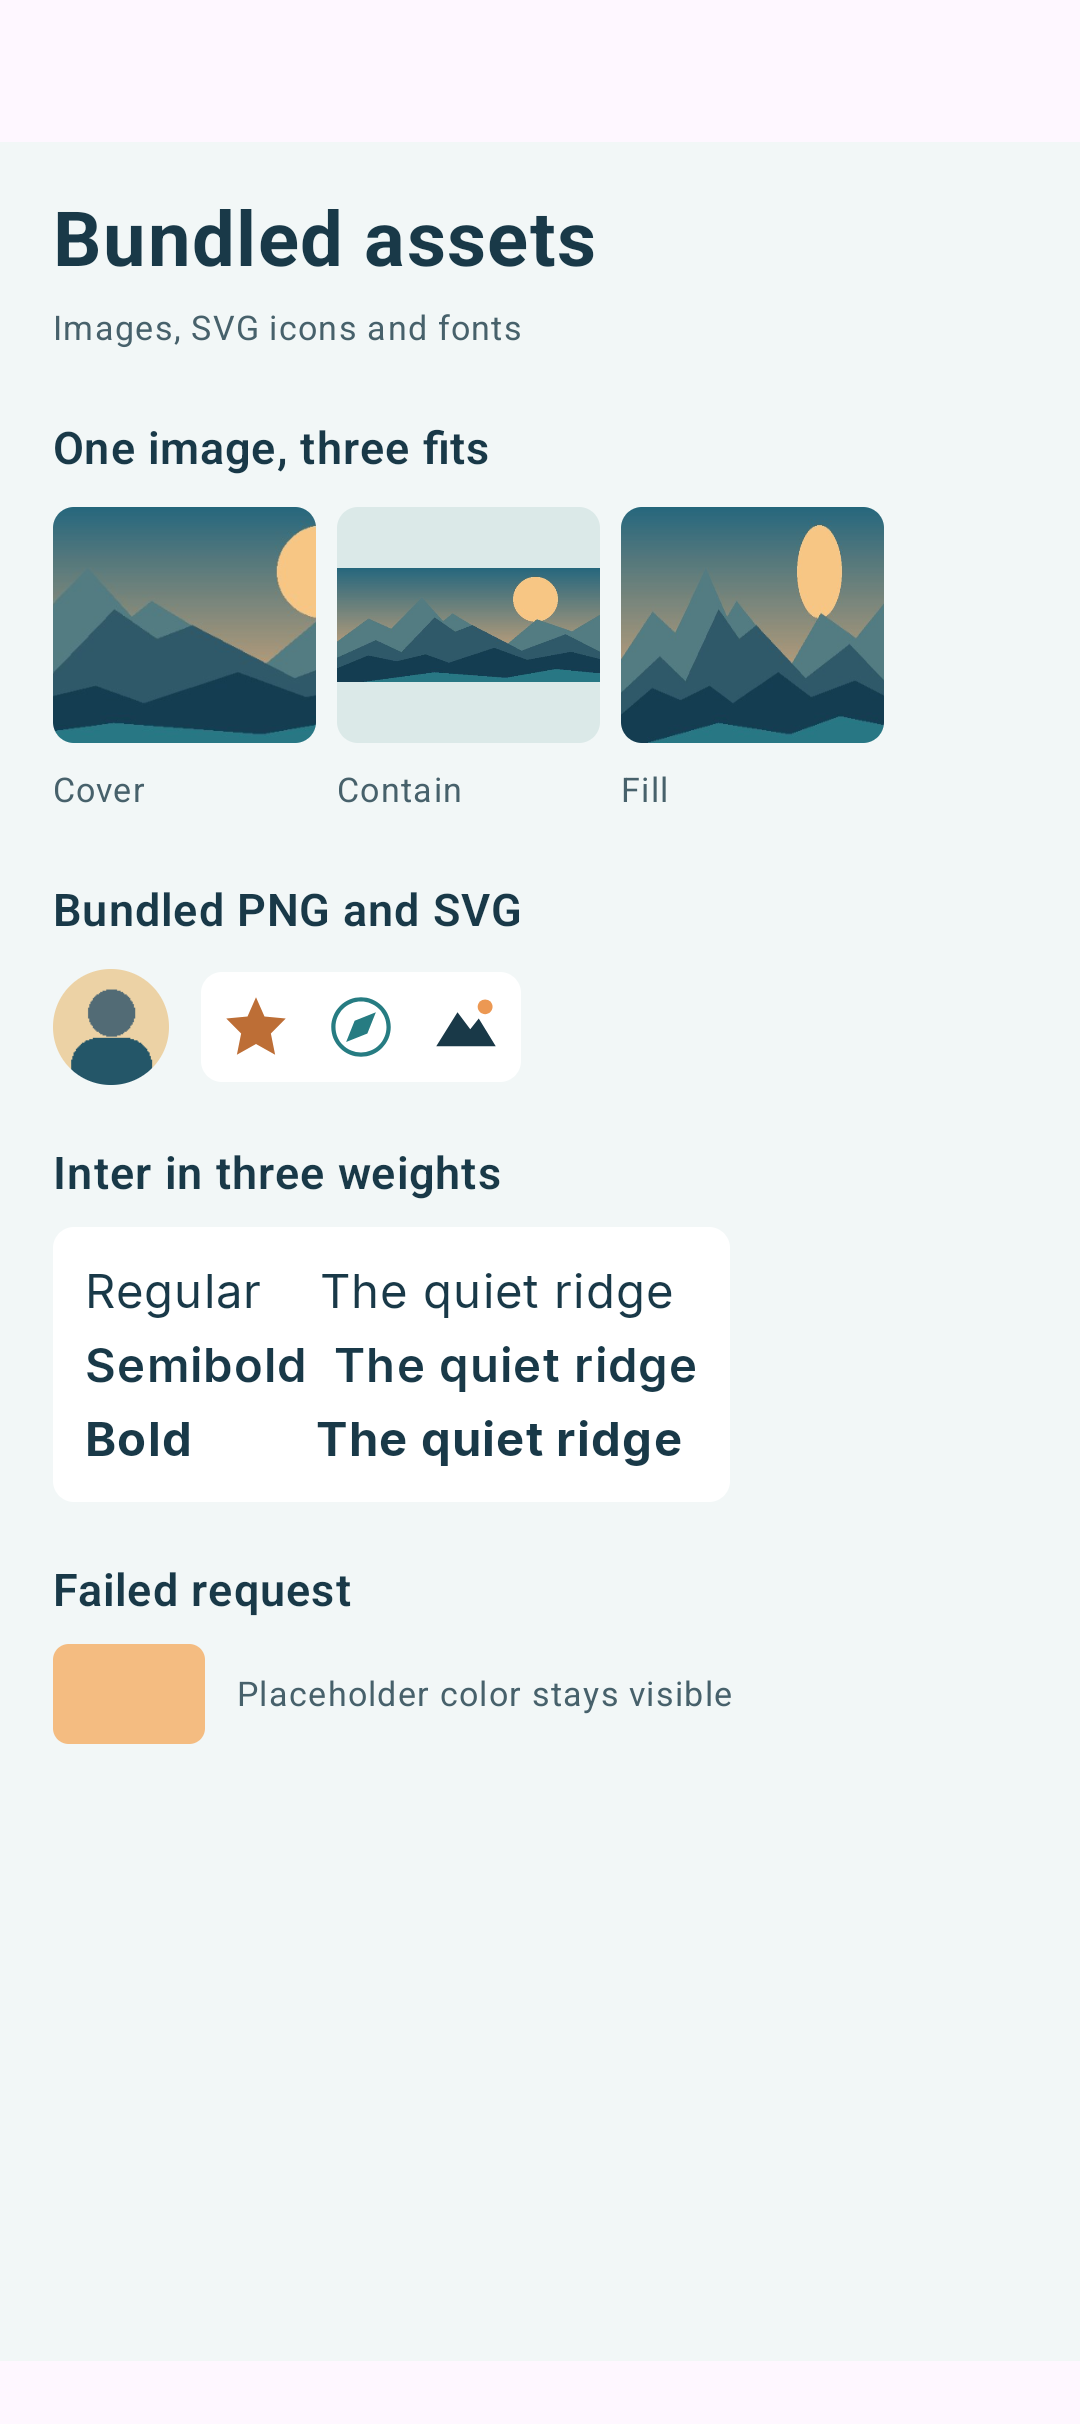 Bundled assets
Images, SVG icons and fonts
One image, three fits
Cover Contain Fill
Bundled PNG and SVG
Inter in three weights
Regular The quiet ridge
Semibold The quiet ridge
Bold The quiet ridge
Failed request
Placeholder color stays visible